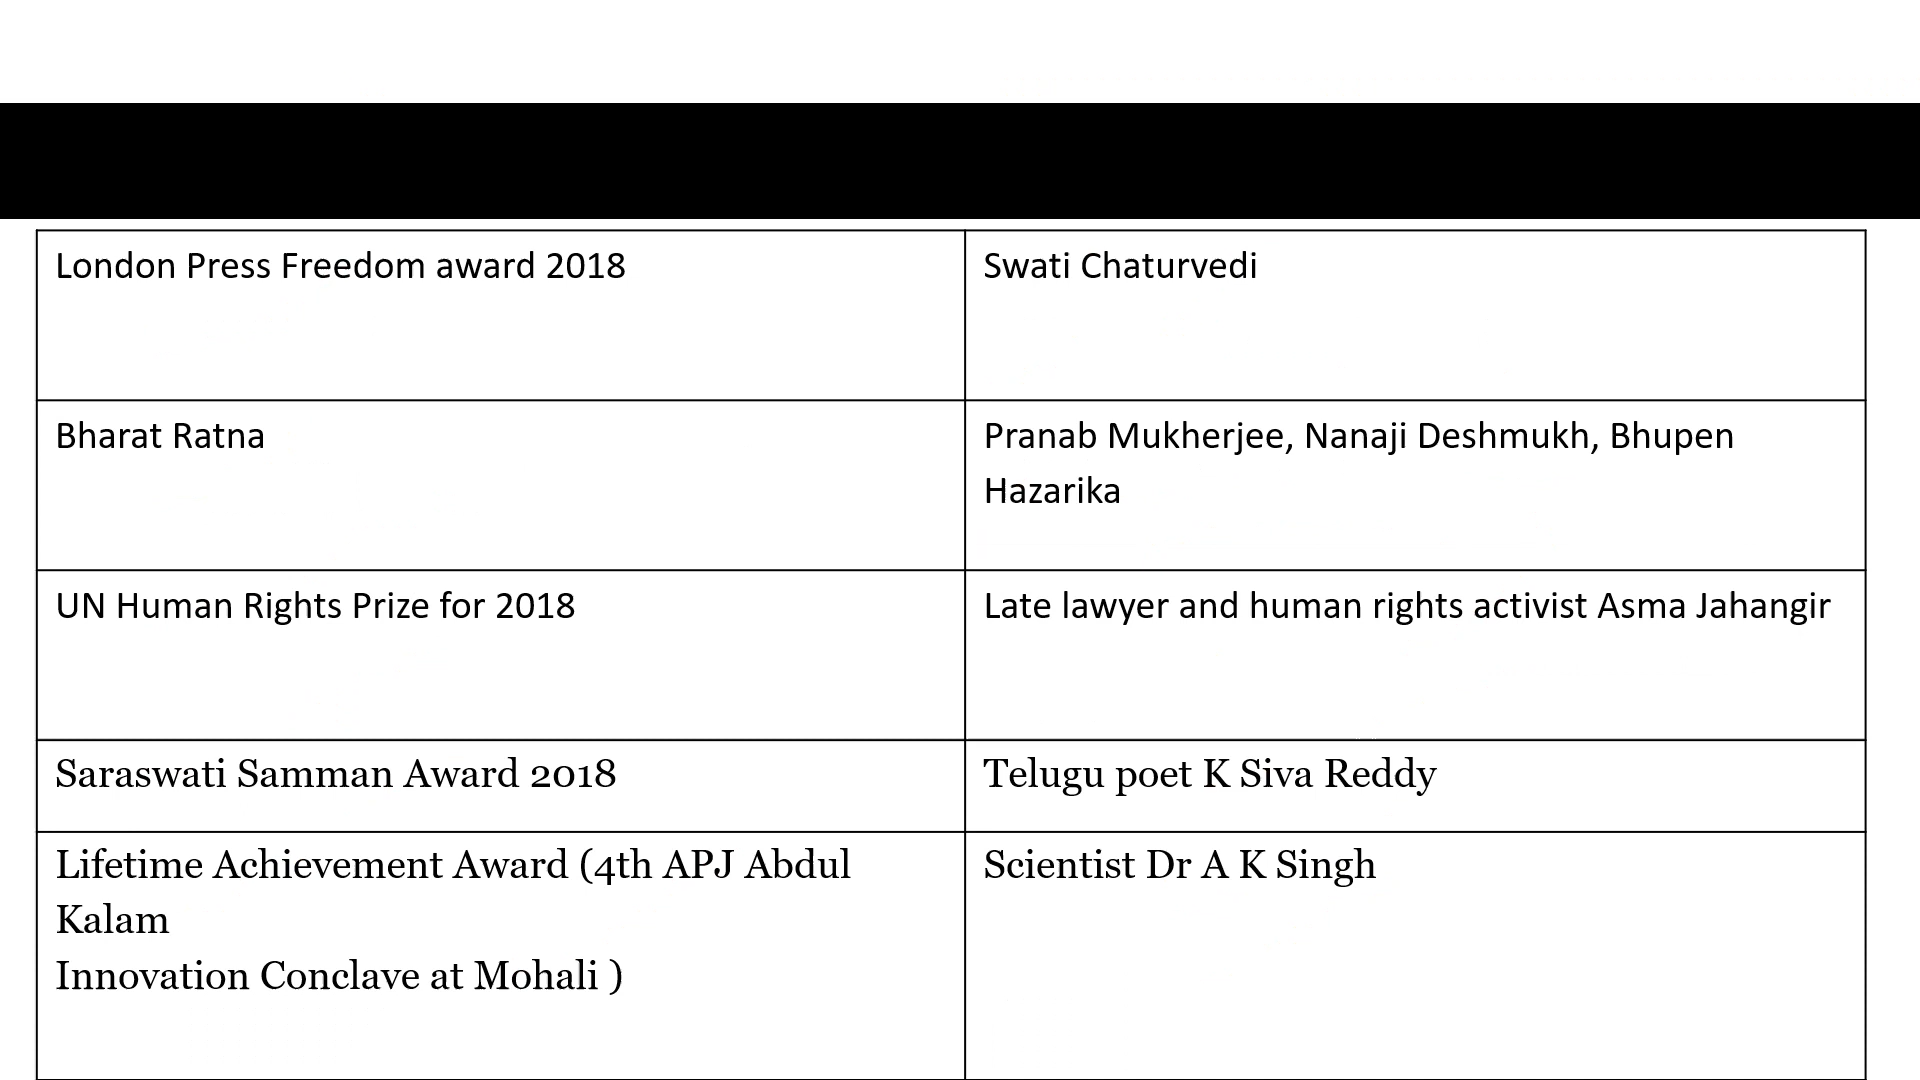 London Press Freedom award 2018
Swati Chaturvedi
Bharat Ratna
Pranab Mukherjee, Nanaji Deshmukh, Bhupen
Hazarika
UN Human Rights Prize for 2018
Late lawyer and human rights activist Asma Jahangir
Saraswati Samman Award 2018
Telugu poet K Siva Reddy
Lifetime Achievement Award (4th APJ Abdul
Kalam
Innovation Conclave at Mohali )
Scientist Dr A K Singh